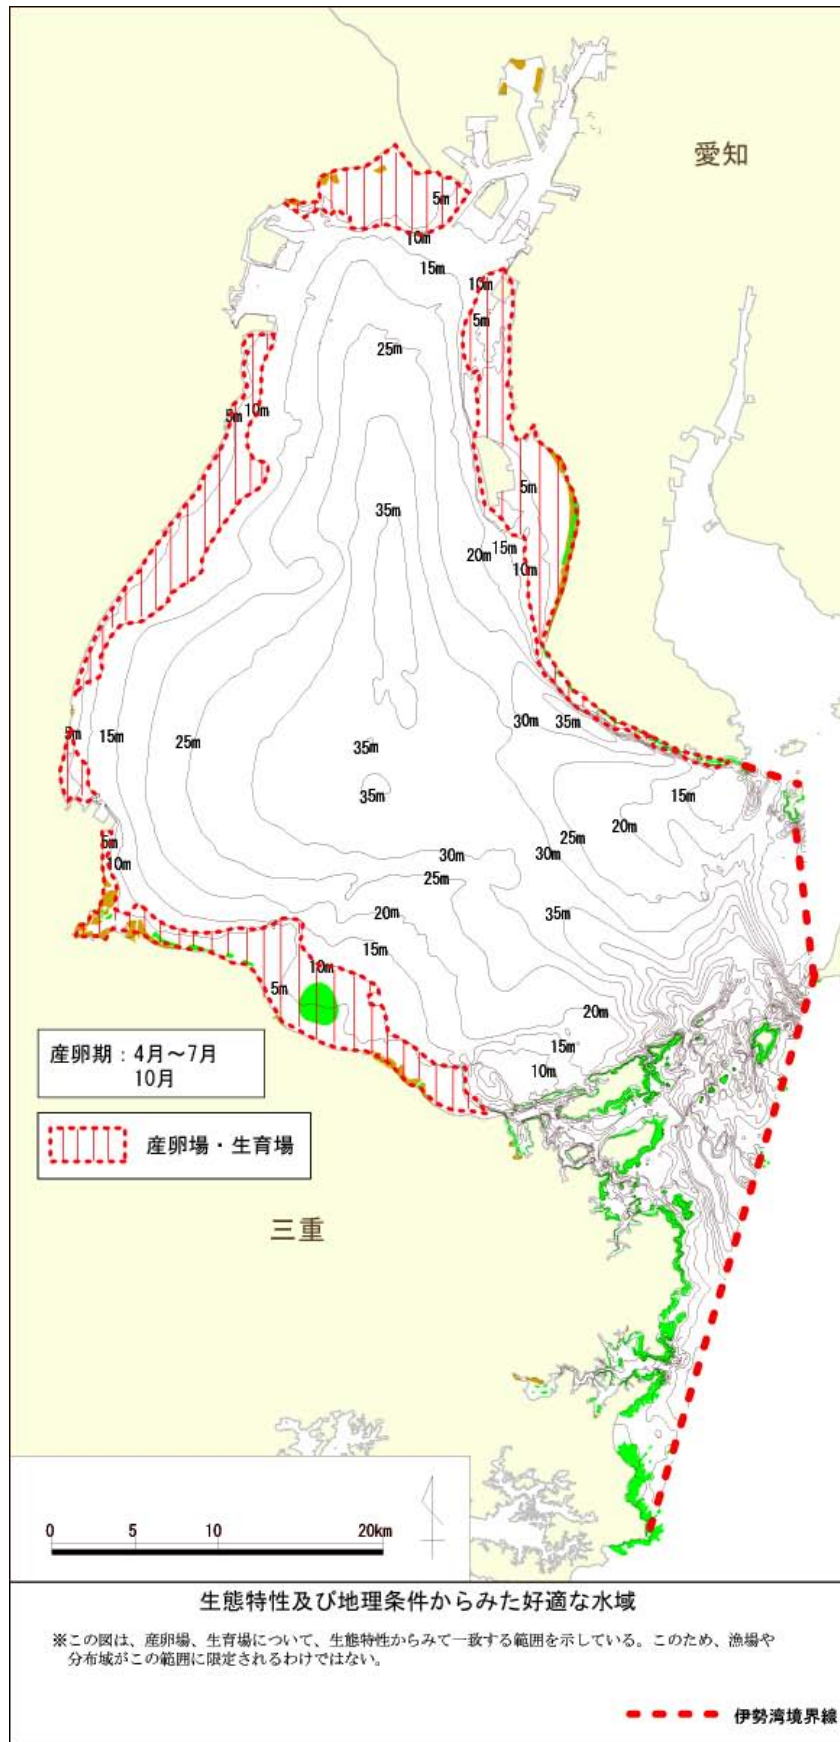 愛知
5m
10m
15m
10m
5m
25m
5m
10m
35m
5m
20m
15m
10m
5m
15m
25m
35m
30m
35m
35m
15m
20m
25m
5m
10m
30m
30m
25m
20m
35m
15m
10m
5m
20m
15m
10m
産卵期：4月～7月
10月
産卵場・生育場
三重
0 5 10 20km
生態特性及び地理条件からみた好適な水域
※この図は、産卵場、生育場について、生態特性からみて一致する範囲を示している。このため、漁場や
分布域がこの範囲に限定されるわけではない。
伊勢湾境界線